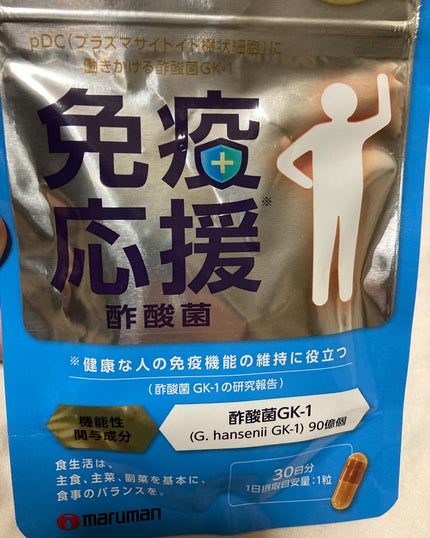 pDC(プラズマサイトイド樹状細胞)に
働きかける酢酸菌GK-1
免疫
応援※
酢酸菌
※健康な人の免疫機能の維持に役立つ
(酢酸菌 GK-1の研究報告)
機能性
関与成分
酢酸菌GK-1
(G. hansenii GK-1) 90億個
食生活は、
主食、主菜、副菜を基本に、
食事のバランスを。
30日分
1日摂取目安量:1粒
maruman